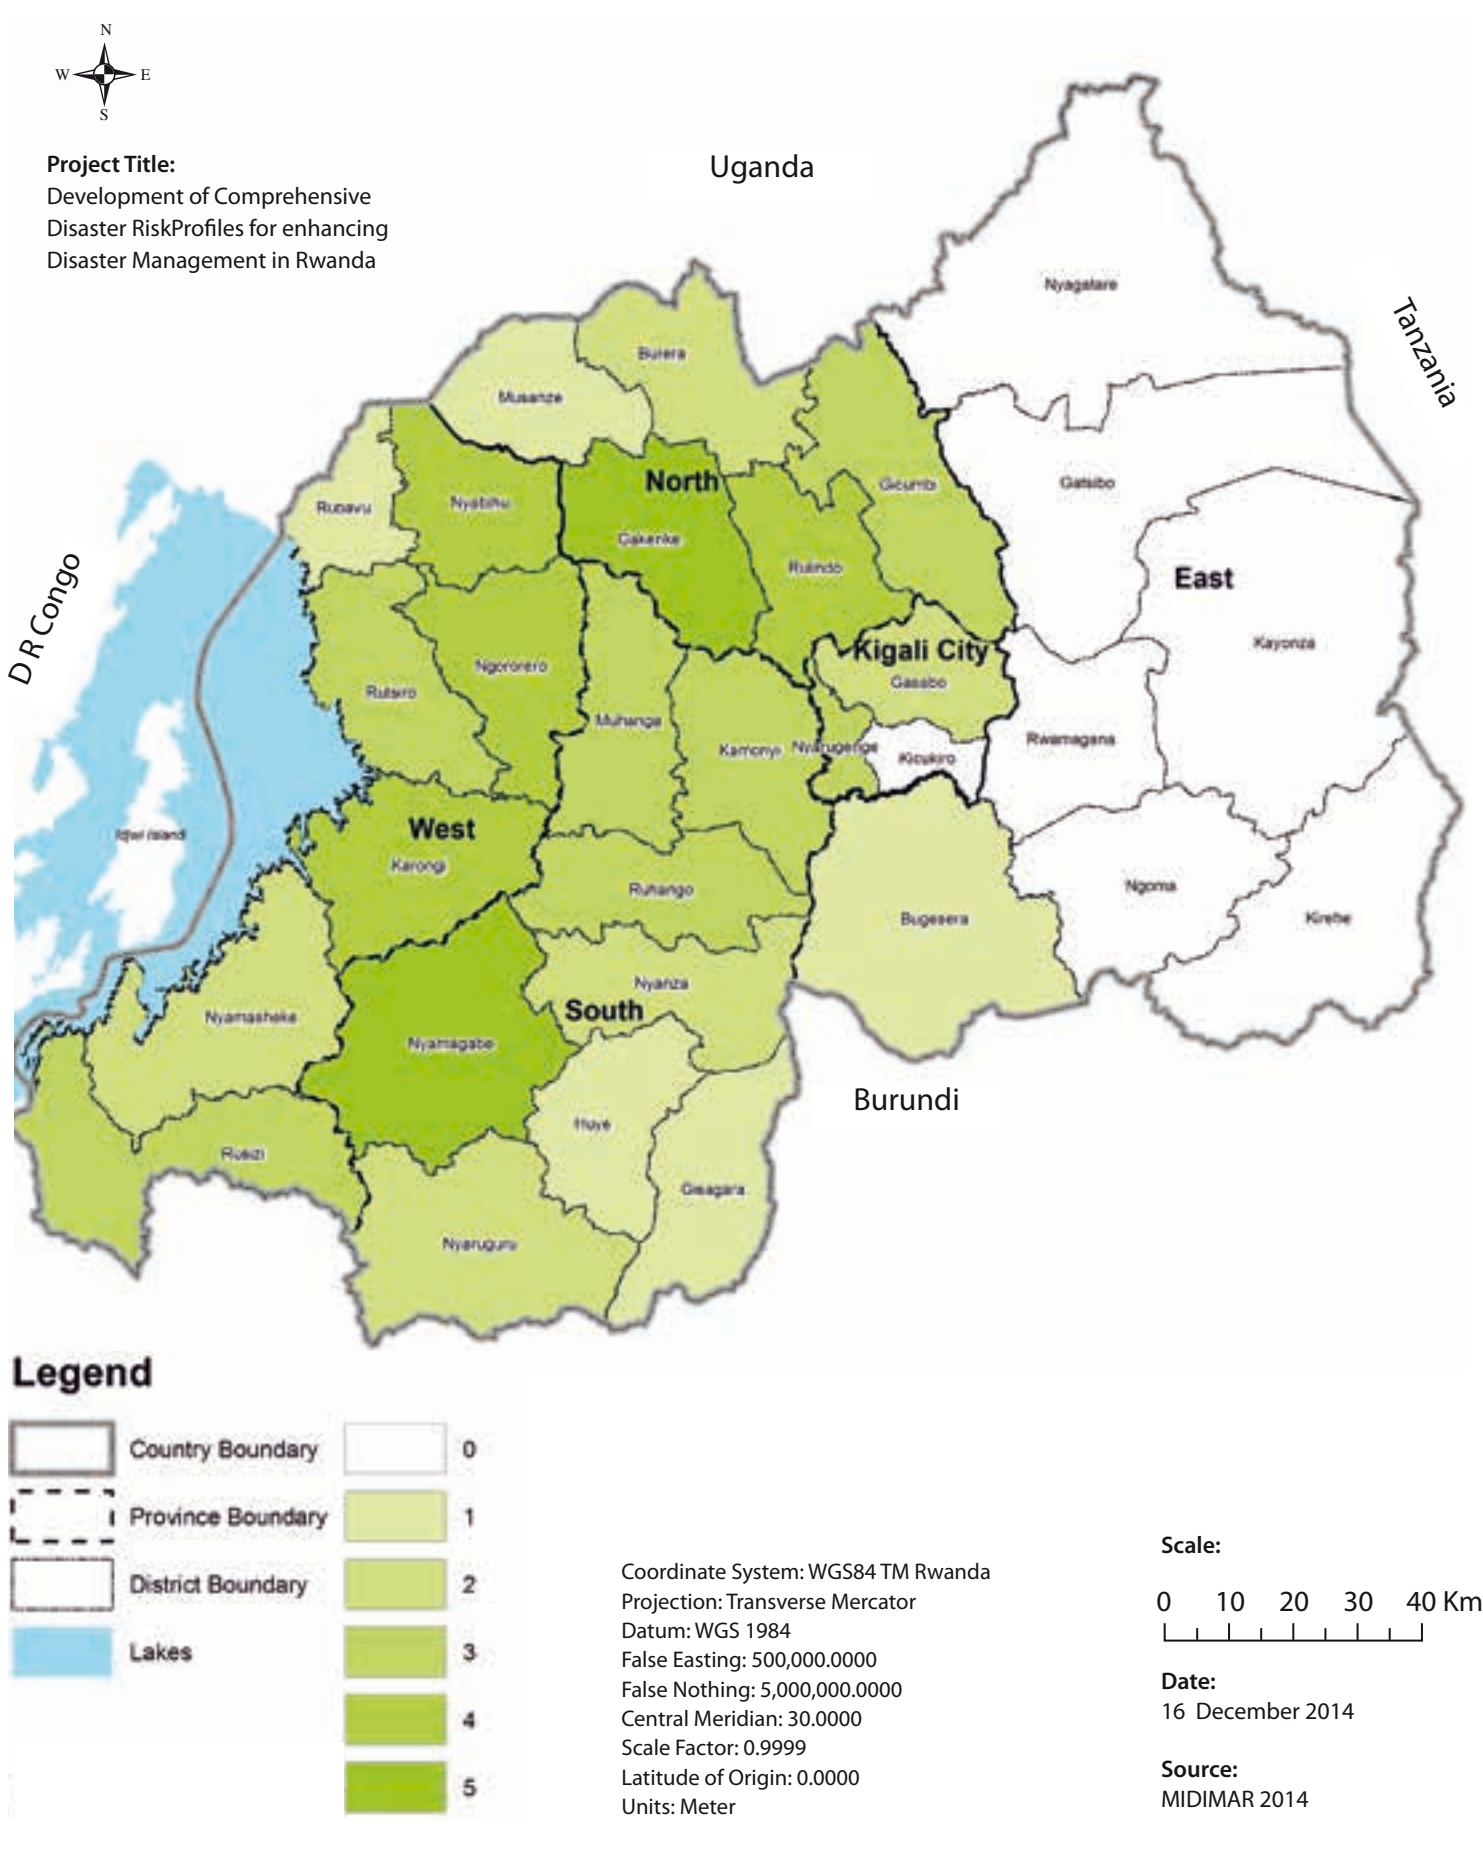 N
W E
S
Project Title:
Development of Comprehensive
Disaster RiskProfiles for enhancing
Disaster Management in Rwanda
Uganda
Tanzania
D R Congo
Burundi
Nyagatare
Burera
Musanze
North
Gatsibo
Gicumbi
Nyabihu
Rubavu
Gakenke
Rulindo
East
Kayonza
Kigali City
Gasabo
Ngororero
Rutsiro
Muhanga
Kamonyi
Nyarugenge
Kicukiro
Rwamagana
Idjwi Island
West
Karongi
Ruhango
Ngoma
Bugesera
Kirehe
Nyanza
South
Nyamasheke
Nyamagabe
Huye
Rusizi
Gisagara
Nyaruguru
Legend
Country Boundary
Province Boundary
District Boundary
Lakes
0
1
2
3
4
5
Coordinate System: WGS84 TM Rwanda
Projection: Transverse Mercator
Datum: WGS 1984
False Easting: 500,000.0000
False Nothing: 5,000,000.0000
Central Meridian: 30.0000
Scale Factor: 0.9999
Latitude of Origin: 0.0000
Units: Meter
Scale:
0 10 20 30 40 Km
Date:
16 December 2014
Source:
MIDIMAR 2014